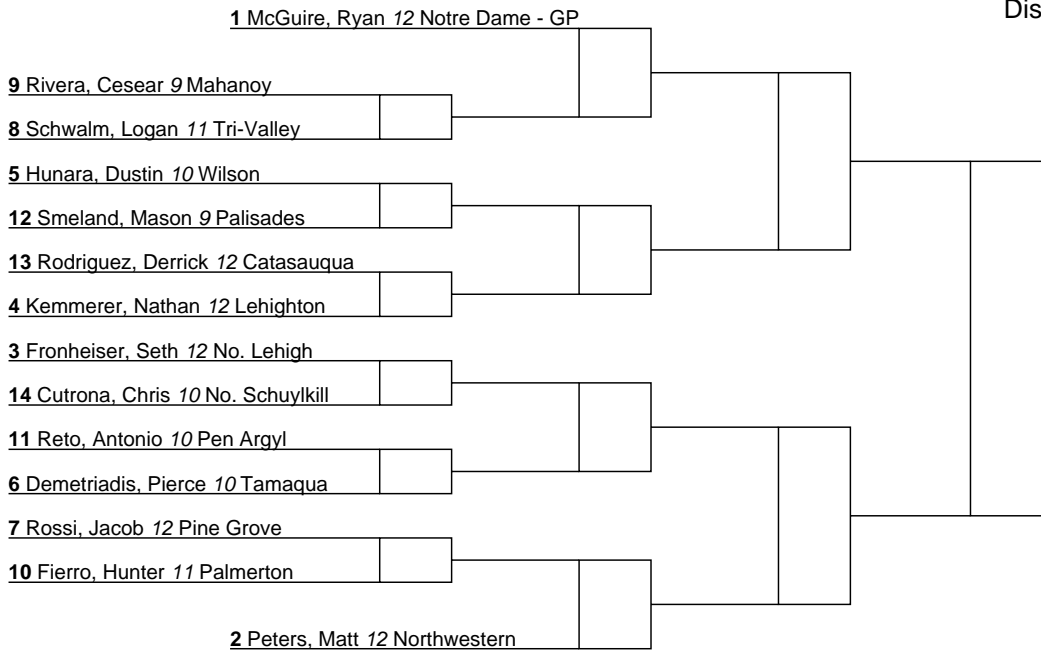 Dis
1 McGuire, Ryan 12 Notre Dame - GP
9 Rivera, Cesear 9 Mahanoy
8 Schwalm, Logan 11 Tri-Valley
5 Hunara, Dustin 10 Wilson
12 Smeland, Mason 9 Palisades
13 Rodriguez, Derrick 12 Catasauqua
4 Kemmerer, Nathan 12 Lehighton
3 Fronheiser, Seth 12 No. Lehigh
14 Cutrona, Chris 10 No. Schuylkill
11 Reto, Antonio 10 Pen Argyl
6 Demetriadis, Pierce 10 Tamaqua
7 Rossi, Jacob 12 Pine Grove
10 Fierro, Hunter 11 Palmerton
2 Peters, Matt 12 Northwestern